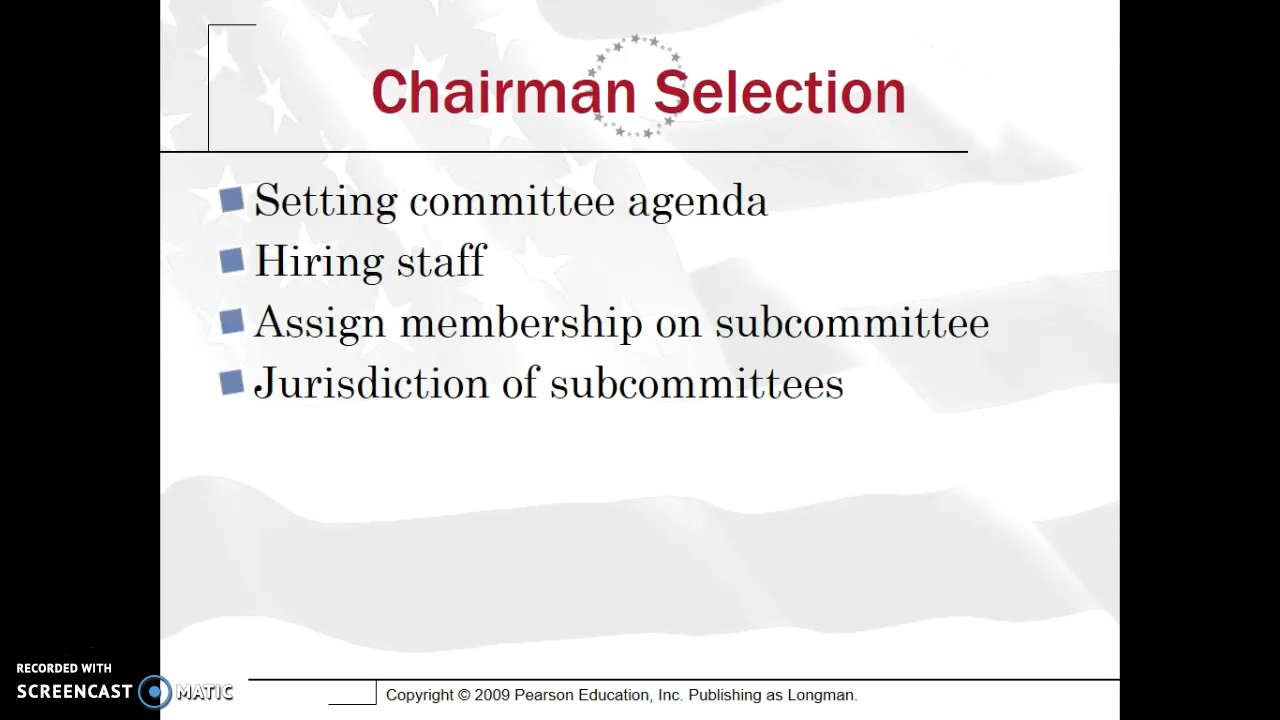 Chairman Selection
Setting committee agenda
Hiring staff
Assign membership on subcommittee
Jurisdiction of subcommittees
RECORDED WITH
SCREENCAST MATIC
Copyright © 2009 Pearson Education, Inc. Publishing as Longman.